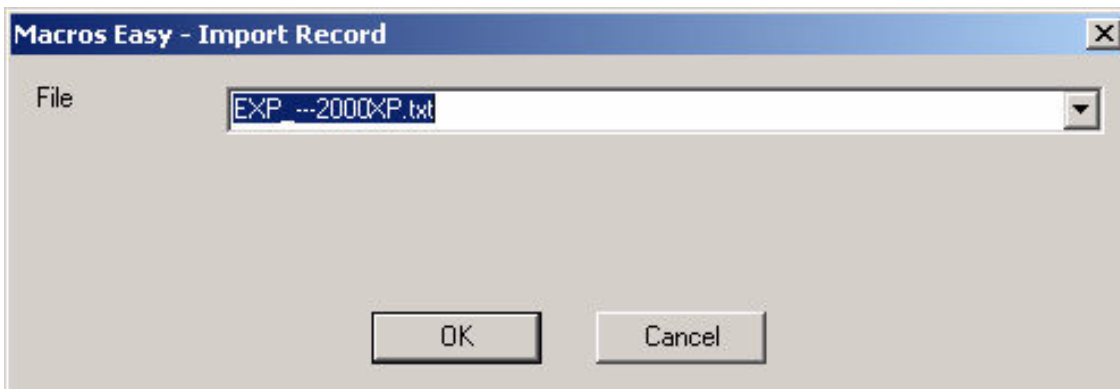 Macros Easy - Import Record
File
EXP_---2000XP.txt
OK
Cancel